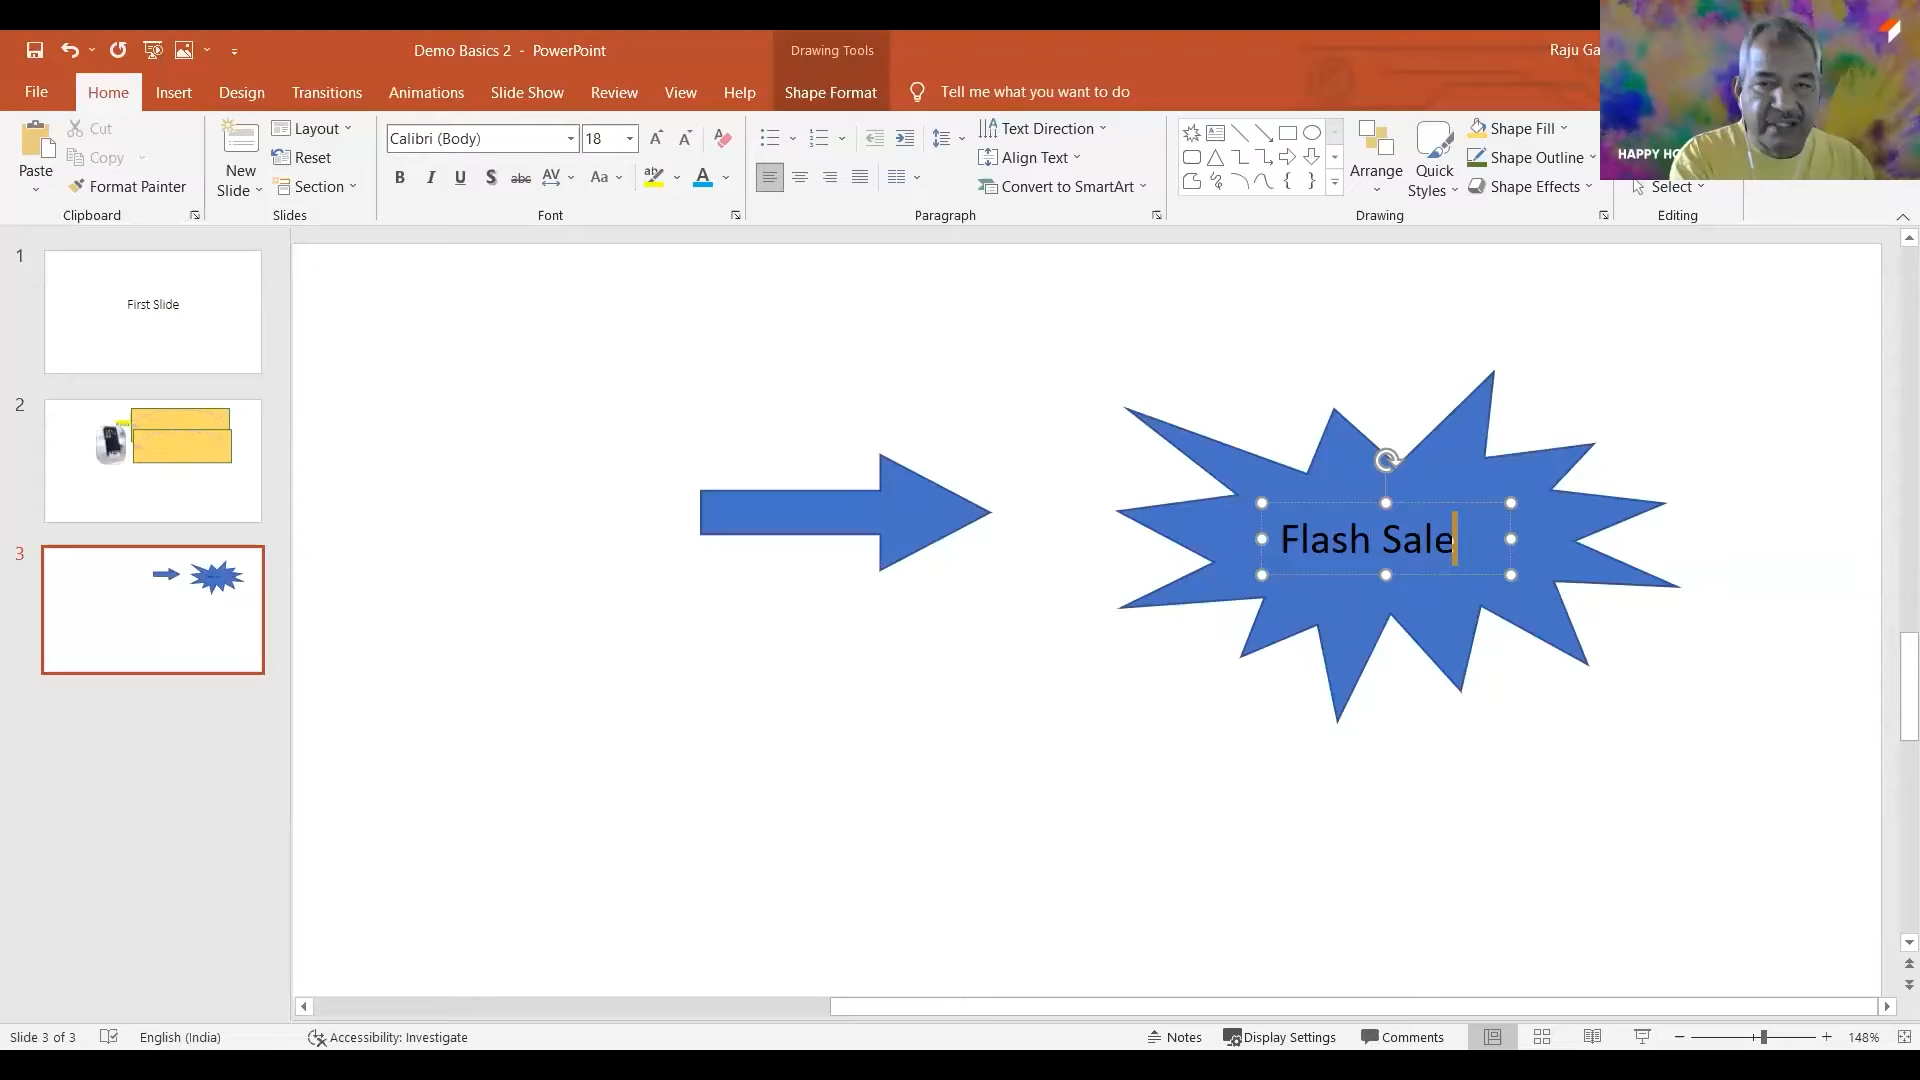 Demo Basics 2 - PowerPoint
Drawing Tools
Raju Ga
File
Home
Insert
Design
Transitions
Animations
Slide Show
Review
View
Help
Shape Format
Tell me what you want to do
HAPPY HO
Paste
Cut
Copy
Format Painter
Clipboard
New
Slide
Layout
Reset
Section
Slides
Calibri (Body)
18
B I U S abc AV Aa
A
Font
Text Direction
Align Text
Convert to SmartArt
Paragraph
Arrange
Quick
Styles
Shape Fill
Shape Outline
Shape Effects
Drawing
Select
Editing
1
First Slide
2
3
Flash Sale
Slide 3 of 3
English (India)
Accessibility: Investigate
Notes
Display Settings
Comments
148%